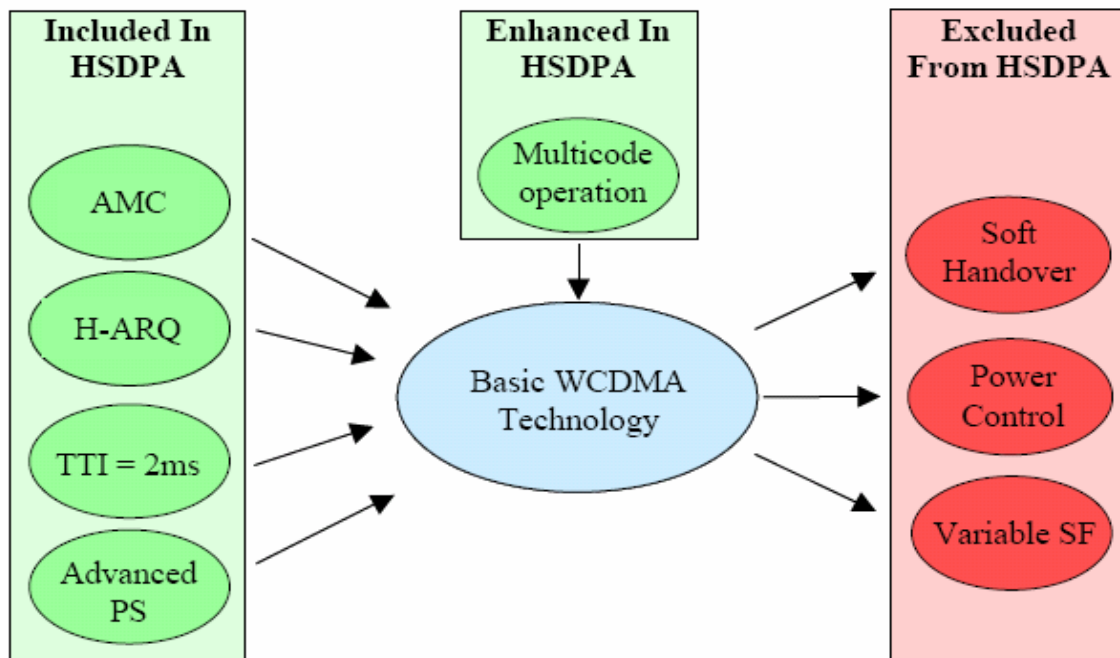 Included In
HSDPA
AMC
H-ARQ
TTI = 2ms
Advanced
PS
Enhanced In
HSDPA
Multicode
operation
Basic WCDMA
Technology
Excluded
From HSDPA
Soft
Handover
Power
Control
Variable SF